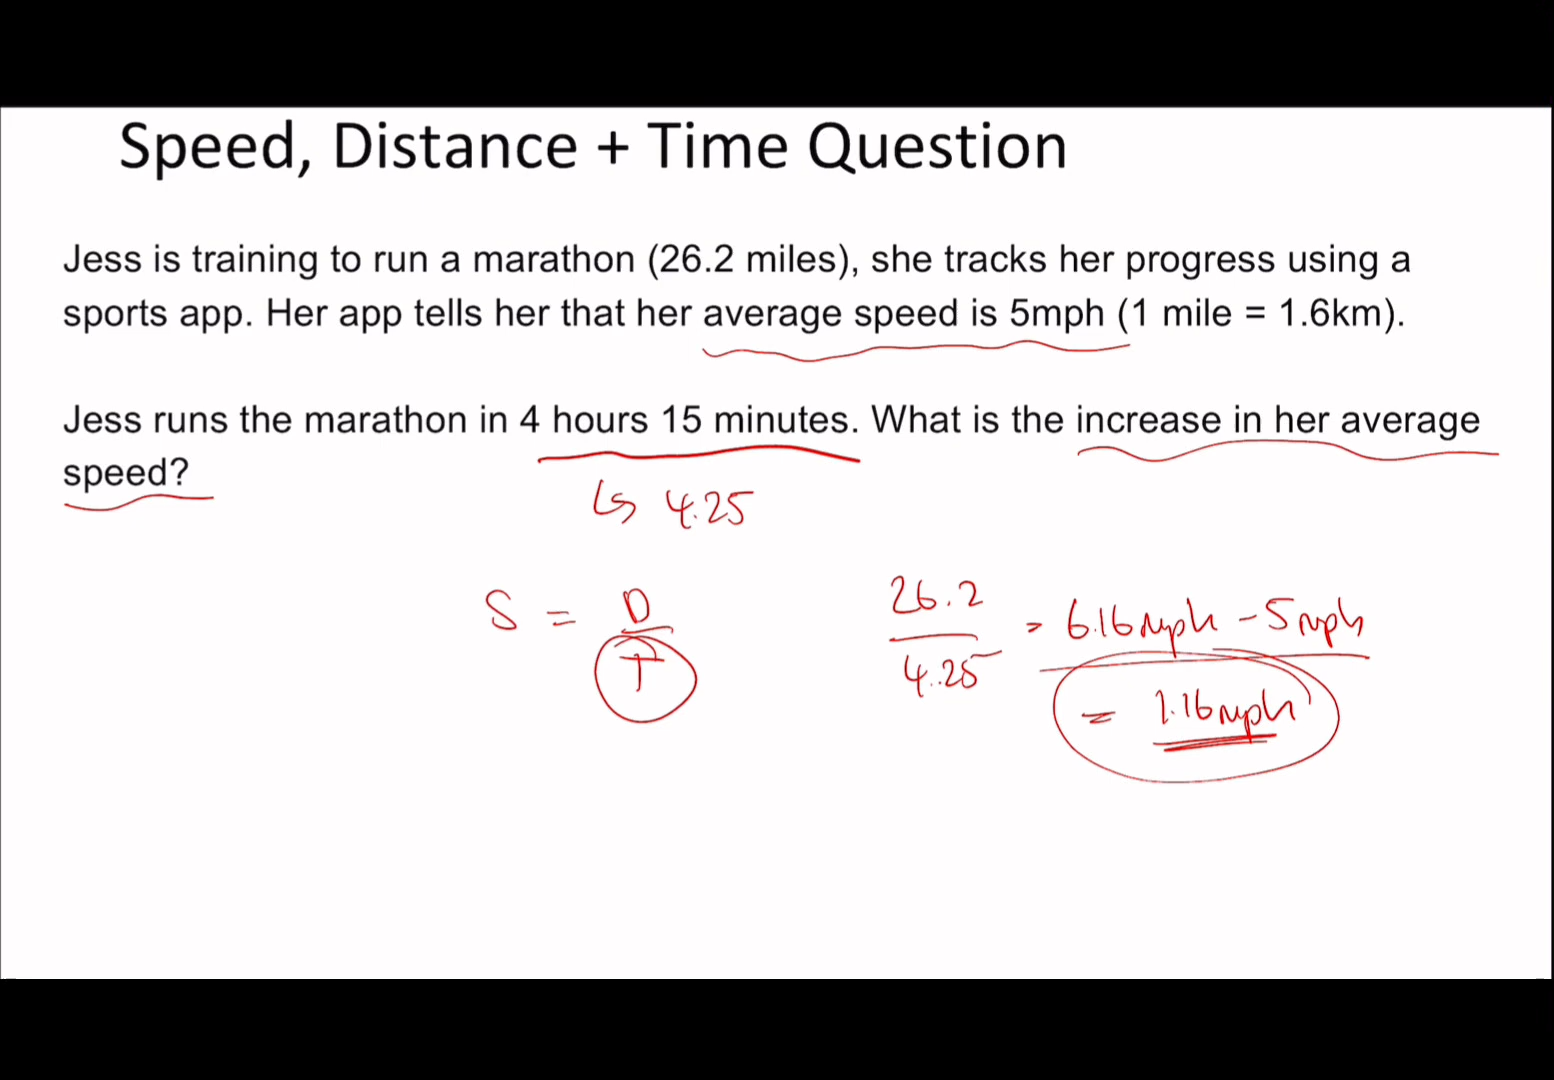 Speed, Distance + Time Question
Jess is training to run a marathon (26.2 miles), she tracks her progress using a
sports app. Her app tells her that her average speed is 5mph (1 mile = 1.6km).
Jess runs the marathon in 4 hours 15 minutes. What is the increase in her average
speed?
↳ 4.25
S = D/T
26.2/4.25 = 6.16mph - 5mph
= 1.16mph